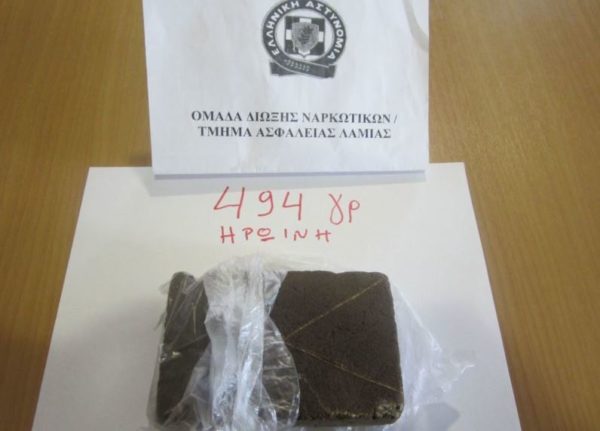 ΕΛΛΗΝΙΚΗ ΑΣΤΥΝΟΜΙΑ
ΟΜΑΔΑ ΔΙΩΞΗΣ ΝΑΡΚΩΤΙΚΩΝ /
ΤΜΗΜΑ ΑΣΦΑΛΕΙΑΣ ΛΑΜΙΑΣ
494 γρ
ΗΡΩΙΝΗ